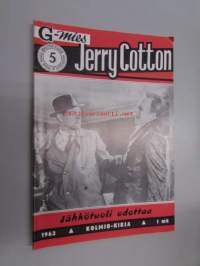 G-mies
Jerry Cotton
5
Sähkötuoli odottaa
1963 ▲ KOLMIO-KIRJA ▲ 1 MK